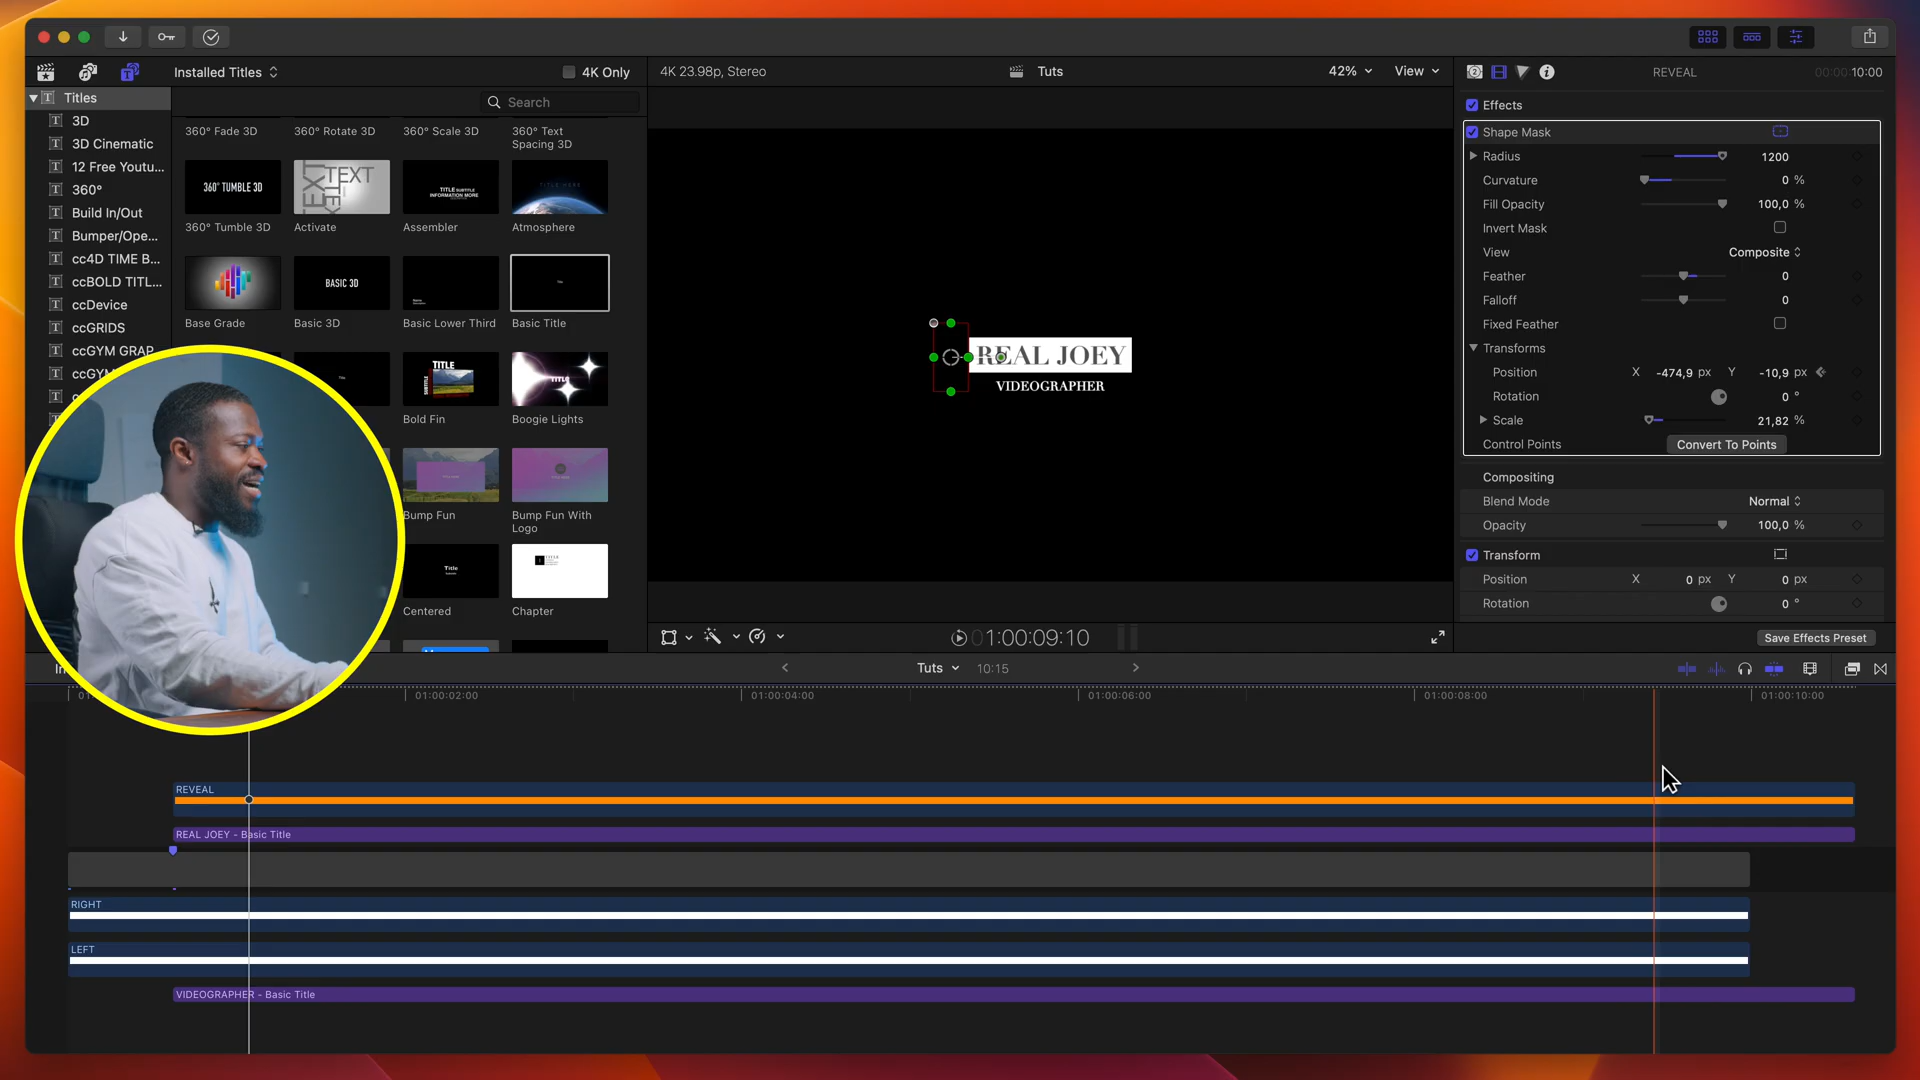 Installed Titles
4K Only
4K 23.98p, Stereo
Tuts
42%
View
REVEAL
00:00:10:00
Titles
3D
3D Cinematic
12 Free Youtu...
360°
Build In/Out
Bumper/Ope...
cc4D TIME B...
ccBOLD TITL...
ccDevice
ccGRIDS
ccGYM GRAP
Search
360° Fade 3D
360° Rotate 3D
360° Scale 3D
360° Text
Spacing 3D
360° TUMBLE 3D
360° Tumble 3D
Activate
Assembler
Atmosphere
BASIC 3D
Base Grade
Basic 3D
Basic Lower Third
Basic Title
TITLE
Bold Fin
Boogie Lights
Bump Fun
Bump Fun With
Logo
Title
Centered
Chapter
REAL JOEY
VIDEOGRAPHER
01:00:09:10
Effects
Shape Mask
Radius
1200
Curvature
0 %
Fill Opacity
100,0 %
Invert Mask
View
Composite
Feather
0
Falloff
0
Fixed Feather
Transforms
Position X -474,9 px Y -10,9 px
Rotation
0 °
Scale
21,82 %
Control Points
Convert To Points
Compositing
Blend Mode
Normal
Opacity
100,0 %
Transform
Position X 0 px Y 0 px
Rotation
0 °
Save Effects Preset
Tuts
10:15
01:00:02:00
01:00:04:00
01:00:06:00
01:00:08:00
01:00:10:00
REVEAL
REAL JOEY - Basic Title
RIGHT
LEFT
VIDEOGRAPHER - Basic Title